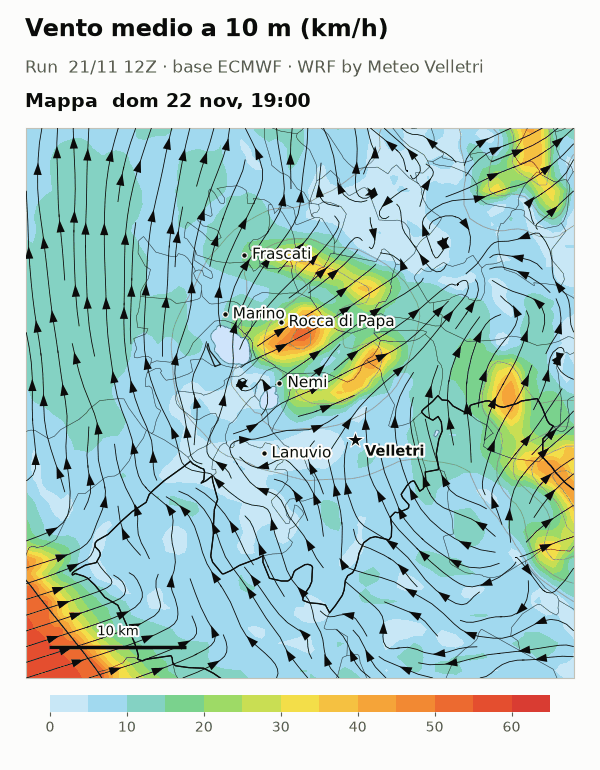 Vento medio a 10 m (km/h)
Run  21/11 12Z · base ECMWF · WRF by Meteo Velletri
Mappa  dom 22 nov, 19:00
Frascati
Marino
Rocca di Papa
Nemi
Velletri
Lanuvio
10 km
0 10 20 30 40 50 60